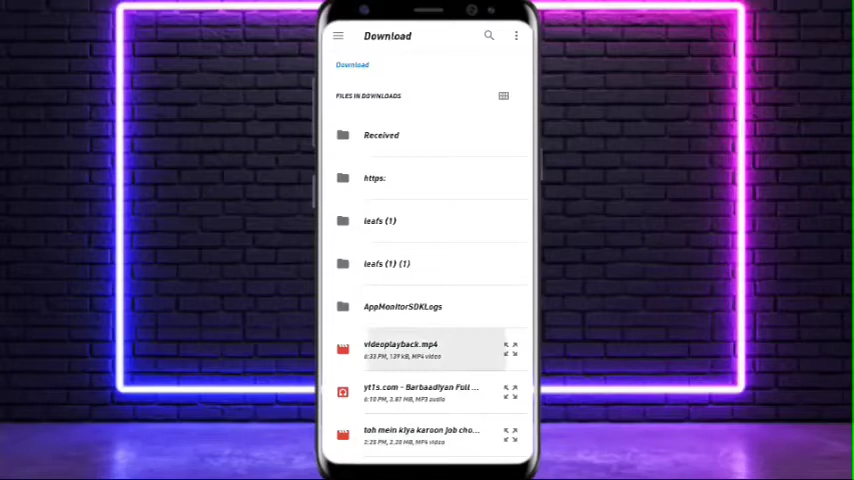 Download
Download
FILES IN DOWNLOADS
Received
https:
leafs (1)
leafs (1) (1)
AppMonitorSDKLogs
videoplayback.mp4
6:33 PM, 139 kB, MP4 video
yt1s.com - Barbaadiyan Full ...
6:10 PM, 3.87 MB, MP3 audio
toh mein kiya karoon job cho...
2:25 PM, 2.20 MB, MP4 video